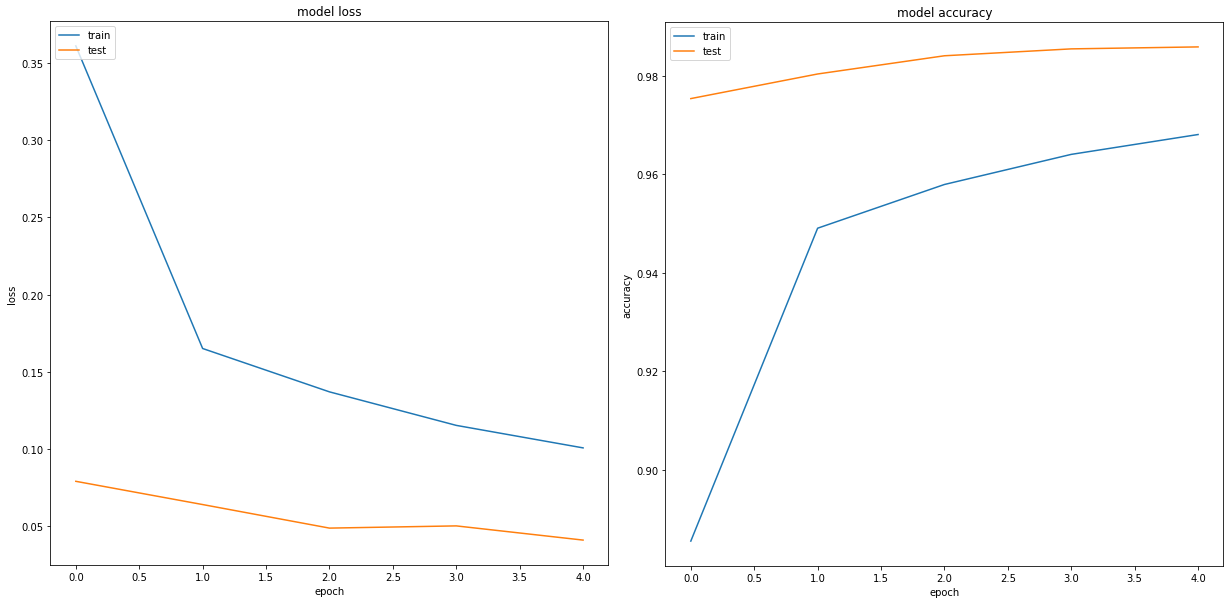 model loss
train
test
0.35
0.30
0.25
0.20
0.15
0.10
0.05
loss
0.0 0.5 1.0 1.5 2.0 2.5 3.0 3.5 4.0
epoch
model accuracy
train
test
0.98
0.96
0.94
0.92
0.90
accuracy
0.0 0.5 1.0 1.5 2.0 2.5 3.0 3.5 4.0
epoch